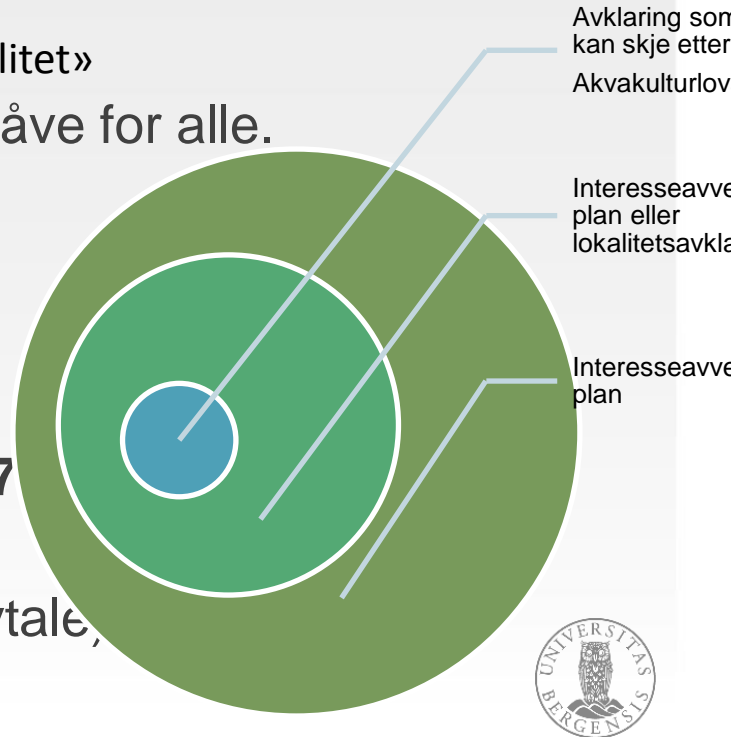 litet»
åve for alle.
7
vtale,
Avklaring som
kan skje etter
Akvakulturlov
Interesseavve
plan eller
lokalitetsavkla
Interesseavve
plan
UNIVERSITAS
BERGENSIS